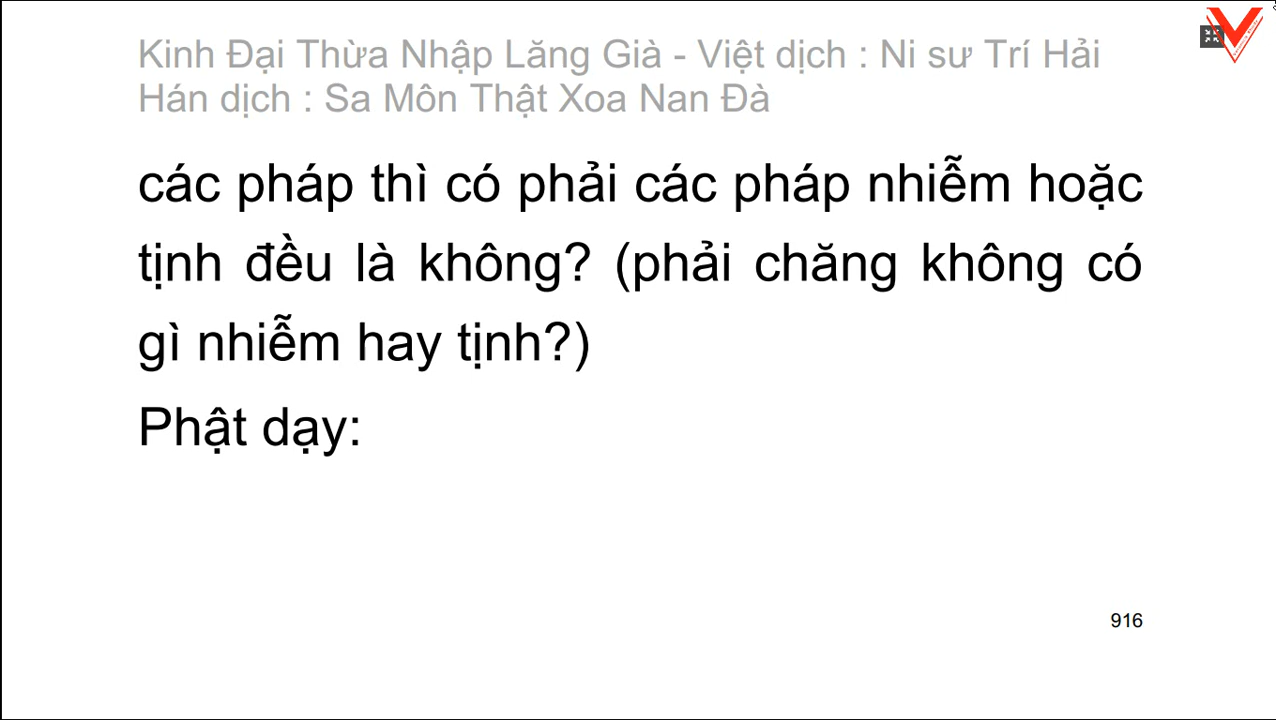 Kinh Đại Thừa Nhập Lăng Già - Việt dịch : Ni sư Trí Hải
Hán dịch : Sa Môn Thật Xoa Nan Đà
các pháp thì có phải các pháp nhiễm hoặc
tịnh đều là không? (phải chăng không có
gì nhiễm hay tịnh?)
Phật dạy:
916